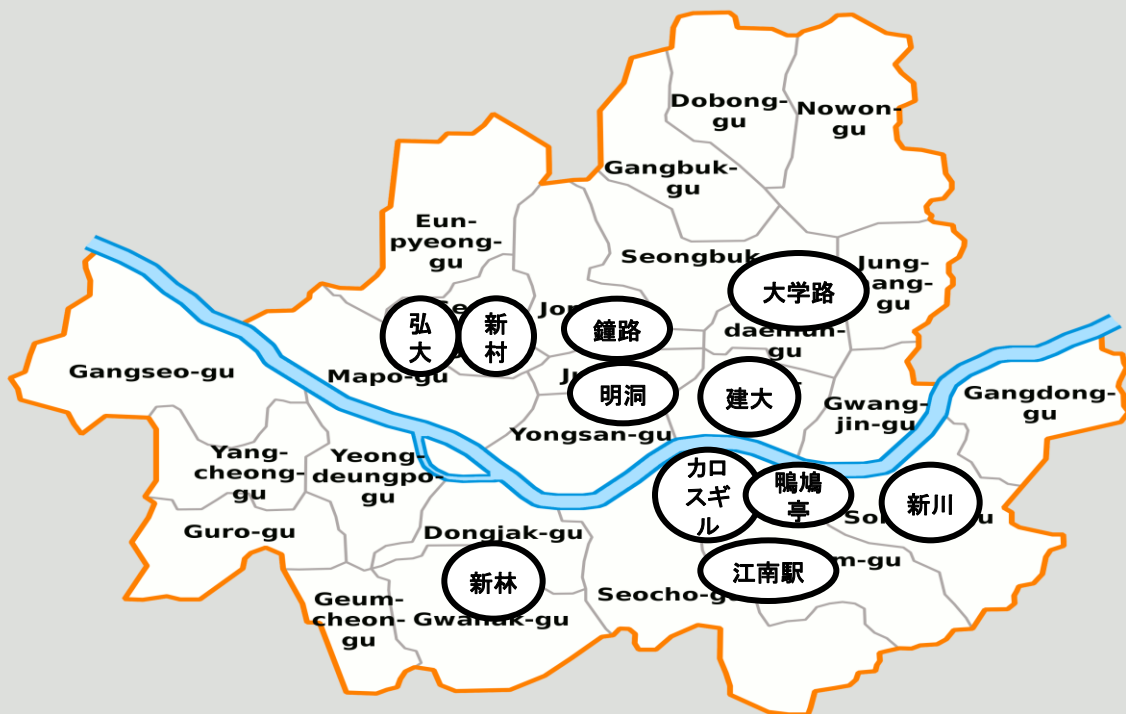 Dobong-
gu
Nowon-
gu
Gangbuk-
gu
Eun-
pyeong-
gu
Seongbuk
Jung-
ang-
gu
大学路
daemun-
gu
弘
大
新
村
鐘路
Mapo-gu
明洞
建大
Gangseo-gu
Gwang-
jin-gu
Gangdong-
gu
Yongsan-gu
Yang-
cheong-
gu
Yeong-
deungpo-
gu
カロ
スギ
ル
鴨鳩
亭
新川
Guro-gu
Dongjak-gu
江南駅
m-gu
新林
Seocho-g
Geum-
cheon-
gu
Gwanak-gu